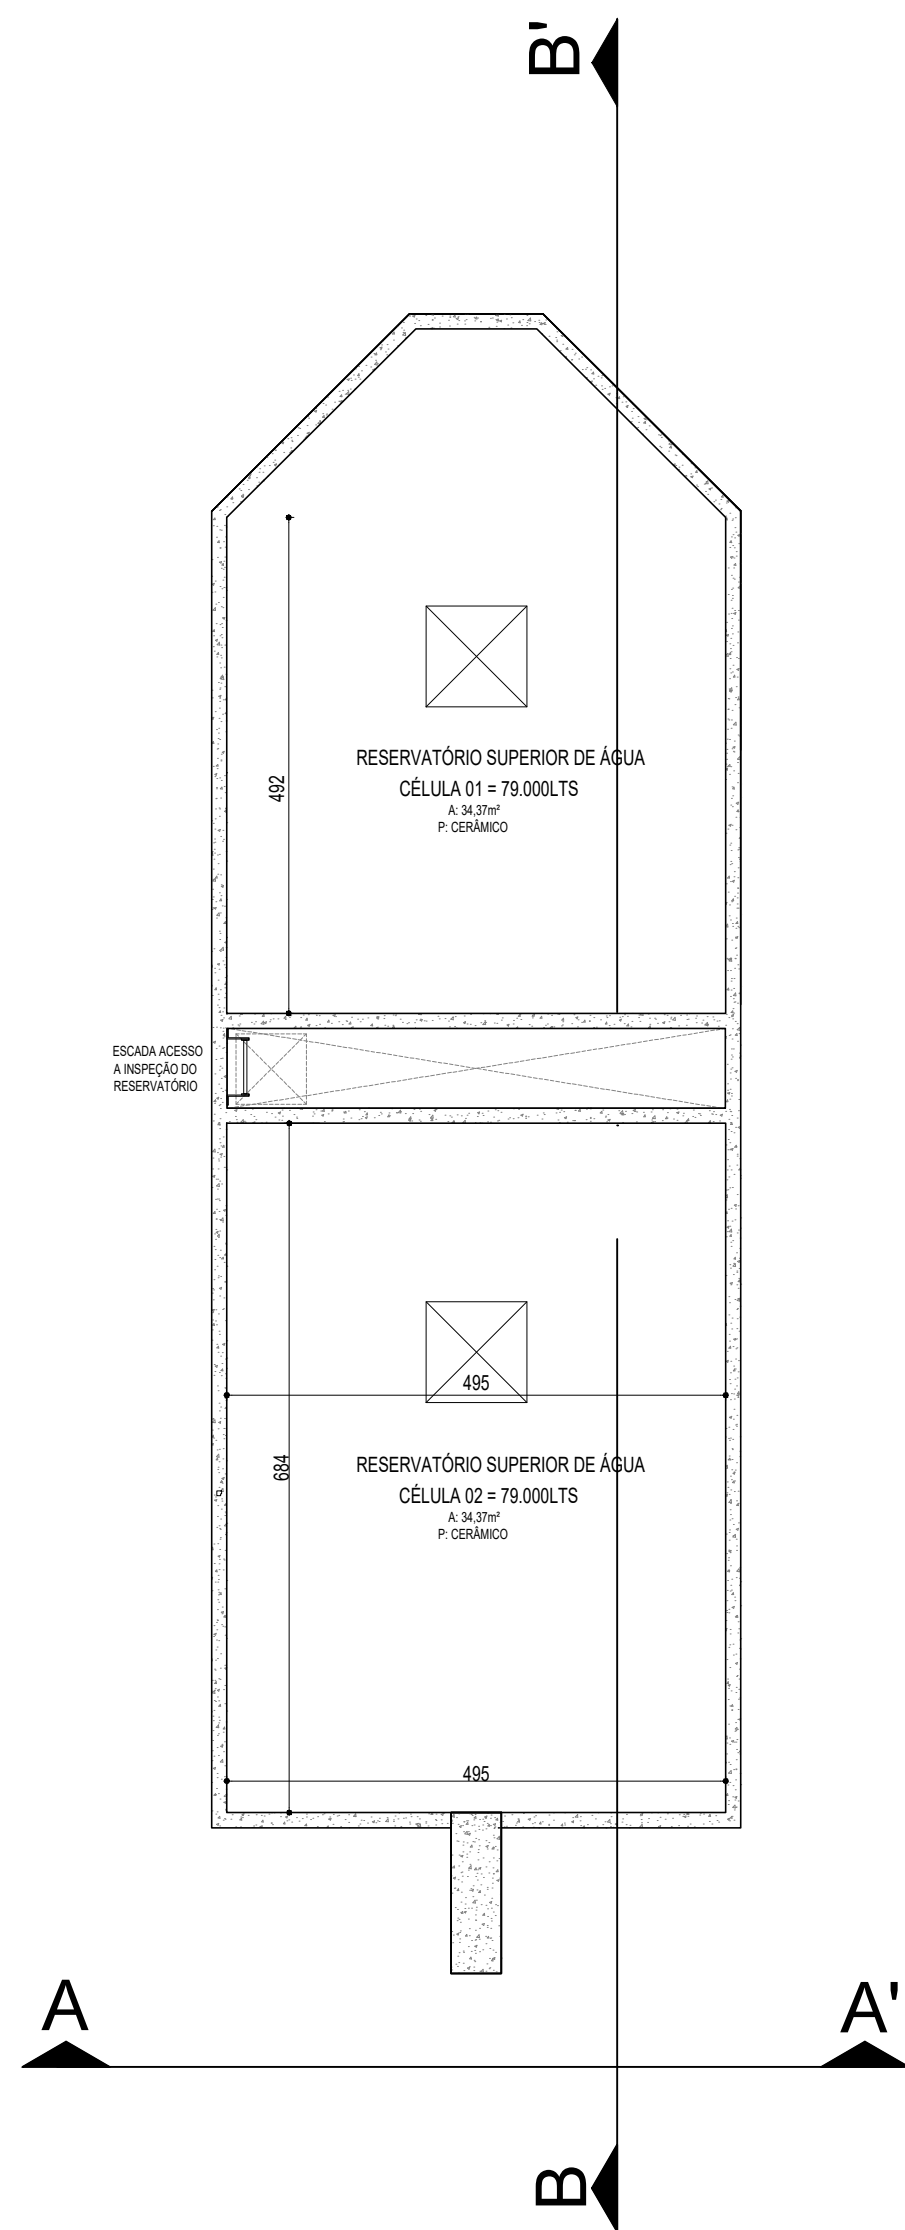 B'
492
RESERVATÓRIO SUPERIOR DE ÁGUA
CÉLULA 01 = 79.000LTS
A: 34,37m²
P: CERÂMICO
ESCADA ACESSO
A INSPEÇÃO DO
RESERVATÓRIO
495
684
RESERVATÓRIO SUPERIOR DE ÁGUA
CÉLULA 02 = 79.000LTS
A: 34,37m²
P: CERÂMICO
495
A
A'
B